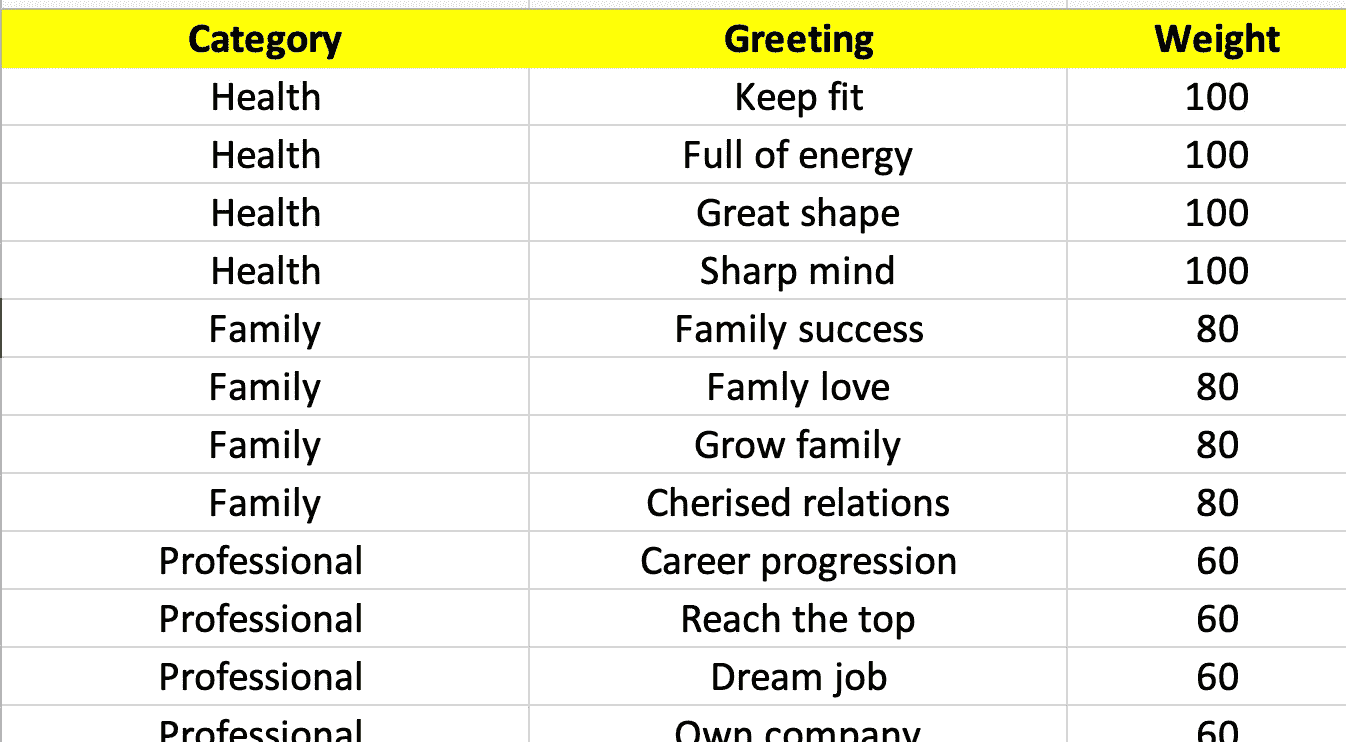 Category Greeting Weight
Health Keep fit 100
Health Full of energy 100
Health Great shape 100
Health Sharp mind 100
Family Family success 80
Family Famly love 80
Family Grow family 80
Family Cherised relations 80
Professional Career progression 60
Professional Reach the top 60
Professional Dream job 60
Professional Own company 60